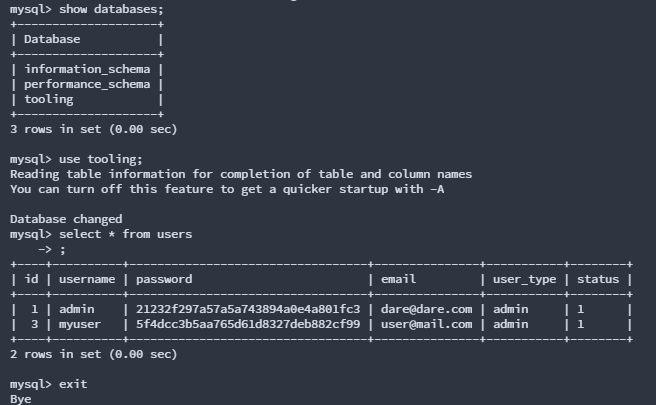 mysql> show databases;
+--------------------+
| Database           |
+--------------------+
| information_schema |
| performance_schema |
| tooling            |
+--------------------+
3 rows in set (0.00 sec)

mysql> use tooling;
Reading table information for completion of table and column names
You can turn off this feature to get a quicker startup with -A

Database changed
mysql> select * from users
    -> ;
+----+----------+----------------------------------+---------------+-----------+--------+
| id | username | password                         | email         | user_type | status |
+----+----------+----------------------------------+---------------+-----------+--------+
|  1 | admin    | 21232f297a57a5a743894a0e4a801fc3 | dare@dare.com | admin     | 1      |
|  3 | myuser   | 5f4dcc3b5aa765d61d8327deb882cf99 | user@mail.com | admin     | 1      |
+----+----------+----------------------------------+---------------+-----------+--------+
2 rows in set (0.00 sec)

mysql> exit
Bye